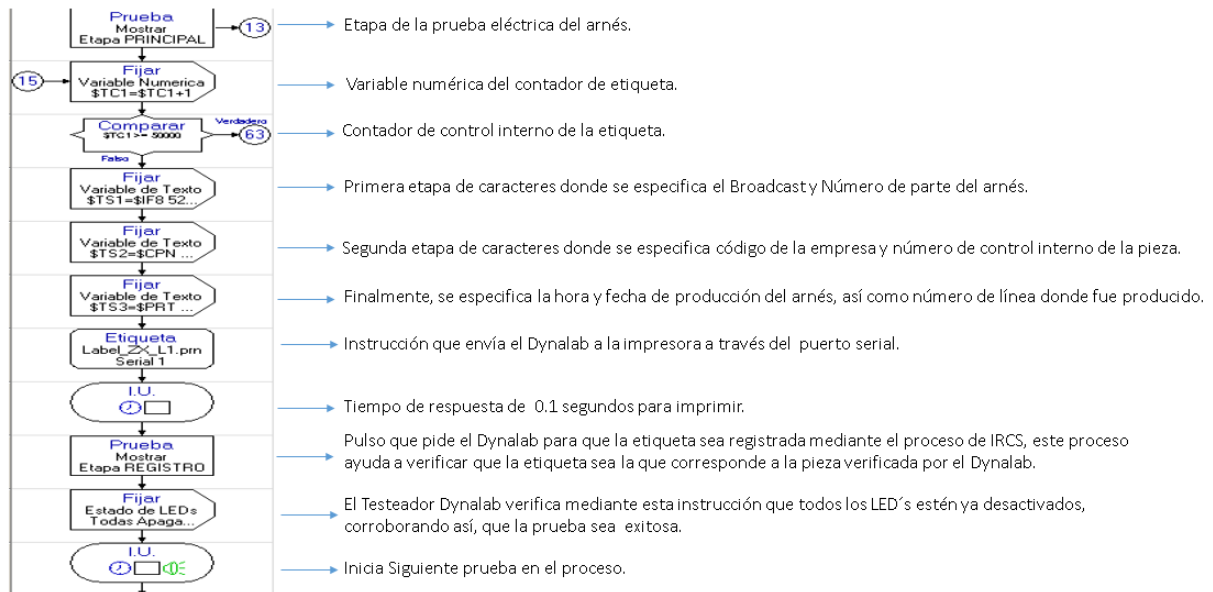 Prueba
Mostrar
Etapa PRINCIPAL
13
Etapa de la prueba eléctrica del arnés.
15
Fijar
Variable Numerica
$TC1=$TC1+1
Variable numérica del contador de etiqueta.
Comparar
$TC1>= 50000
Verdadero
63
Falso
Contador de control interno de la etiqueta.
Fijar
Variable de Texto
$TS1=$IF8 52...
Primera etapa de caracteres donde se especifica el Broadcast y Número de parte del arnés.
Fijar
Variable de Texto
$TS2=$CPN ...
Segunda etapa de caracteres donde se especifica código de la empresa y número de control interno de la pieza.
Fijar
Variable de Texto
$TS3=$PRT ...
Finalmente, se especifica la hora y fecha de producción del arnés, así como número de línea donde fue producido.
Etiqueta
Label_ZX_L1.prn
Serial 1
Instrucción que envía el Dynalab a la impresora a través del puerto serial.
I.U.
Tiempo de respuesta de 0.1 segundos para imprimir.
Prueba
Mostrar
Etapa REGISTRO
Pulso que pide el Dynalab para que la etiqueta sea registrada mediante el proceso de IRCS, este proceso
ayuda a verificar que la etiqueta sea la que corresponde a la pieza verificada por el Dynalab.
Fijar
Estado de LEDs
Todas Apaga...
El Testeador Dynalab verifica mediante esta instrucción que todos los LED´s estén ya desactivados,
corroborando así, que la prueba sea exitosa.
I.U.
Inicia Siguiente prueba en el proceso.